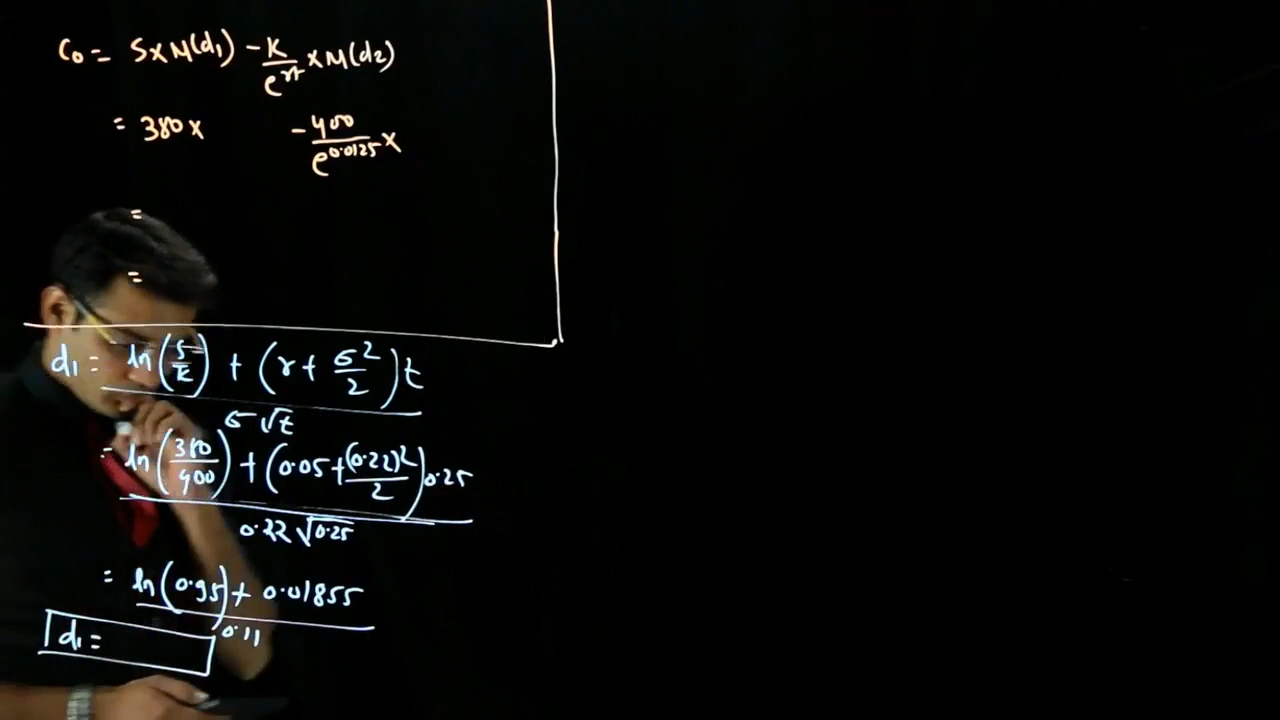 C0 = S x N(d1) - K/e^rt x N(d2)
= 380 x - 400/e^0.0125 x
=
=
d1 = ln(S/K) + (r + σ²/2)t / σ√t
= ln(380/400) + (0.05 + (0.22)²/2)0.25 / 0.22√0.25
= ln(0.95) + 0.01855 / 0.11
d1 =